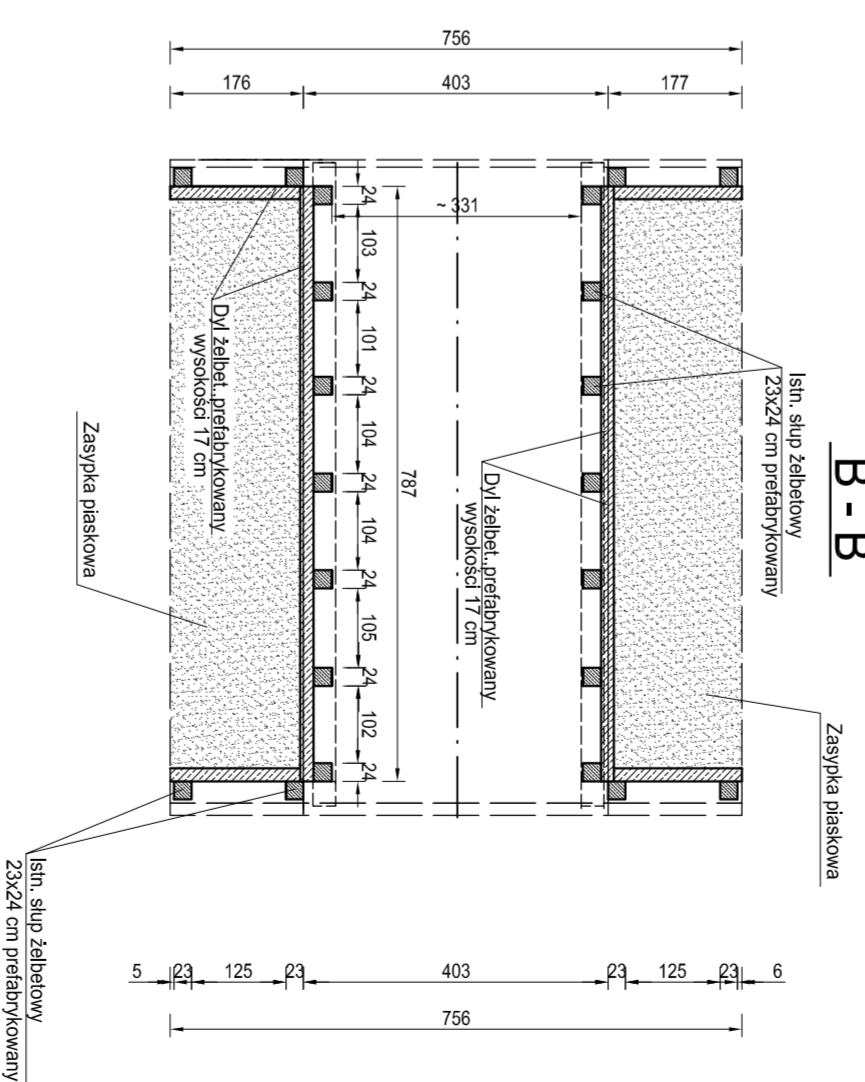 B - B
756
176
403
177
~ 331
24
103
24
101
24
104
24
104
24
105
24
102
24
787
Istn. słup żelbetowy
23x24 cm prefabrykowany
Dyl żelbet. prefabrykowany
wysokości 17 cm
Dyl żelbet. prefabrykowany
wysokości 17 cm
Zasypka piaskowa
Zasypka piaskowa
Istn. słup żelbetowy
23x24 cm prefabrykowany
5
23
125
23
403
23
125
23
6
756